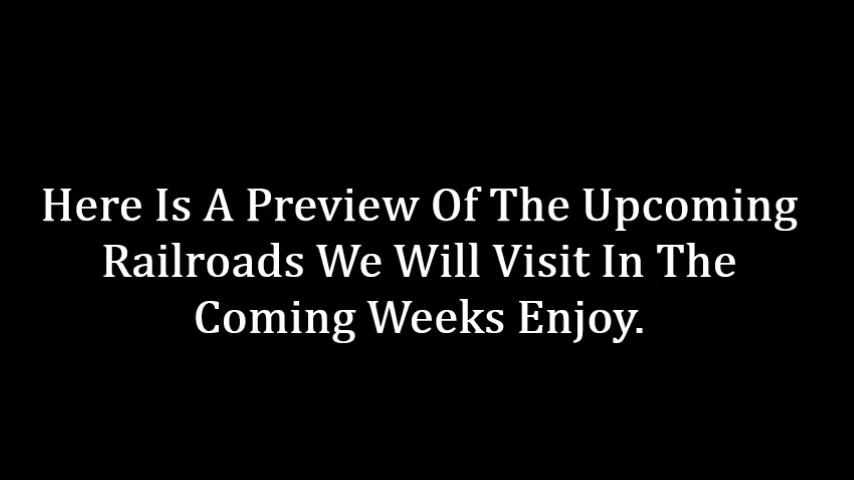 Here Is A Preview Of The Upcoming
Railroads We Will Visit In The
Coming Weeks Enjoy.